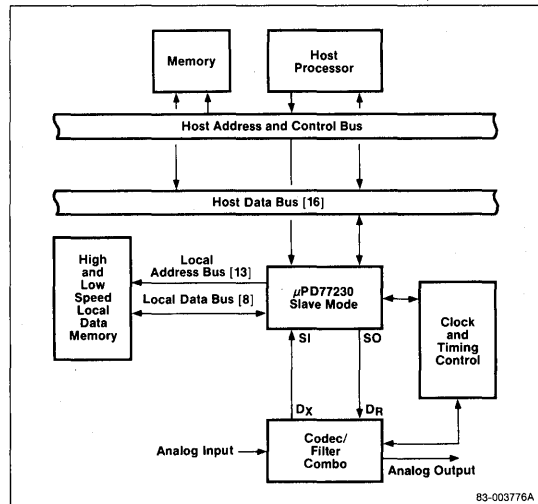 Memory
Host
Processor
Host Address and Control Bus
Host Data Bus [16]
High
and
Low
Speed
Local
Data
Memory
Local
Address Bus [13]
Local Data Bus [8]
μPD77230
Slave Mode
SI
SO
Clock
and
Timing
Control
DX
DR
Analog Input
Codec/
Filter
Combo
Analog Output
83-003776A